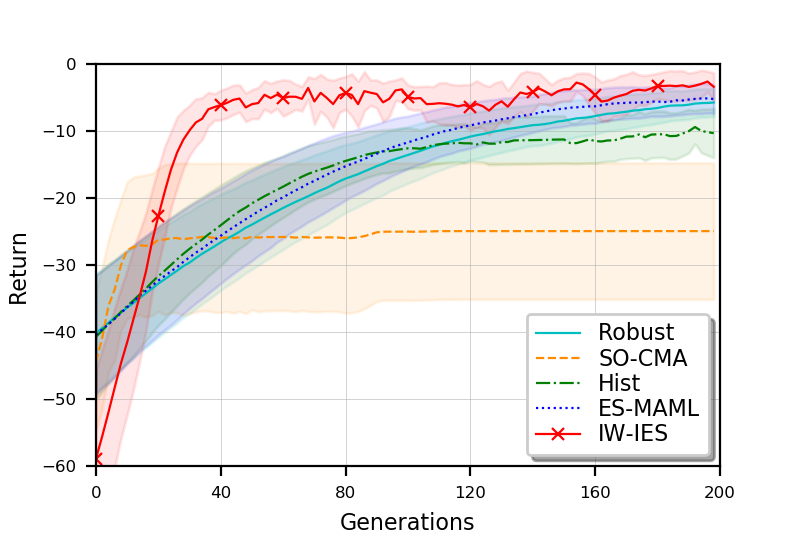 0
−10
−20
−30
−40
−50
−60
Return
0
40
80
120
160
200
Generations
Robust
SO-CMA
Hist
ES-MAML
IW-IES